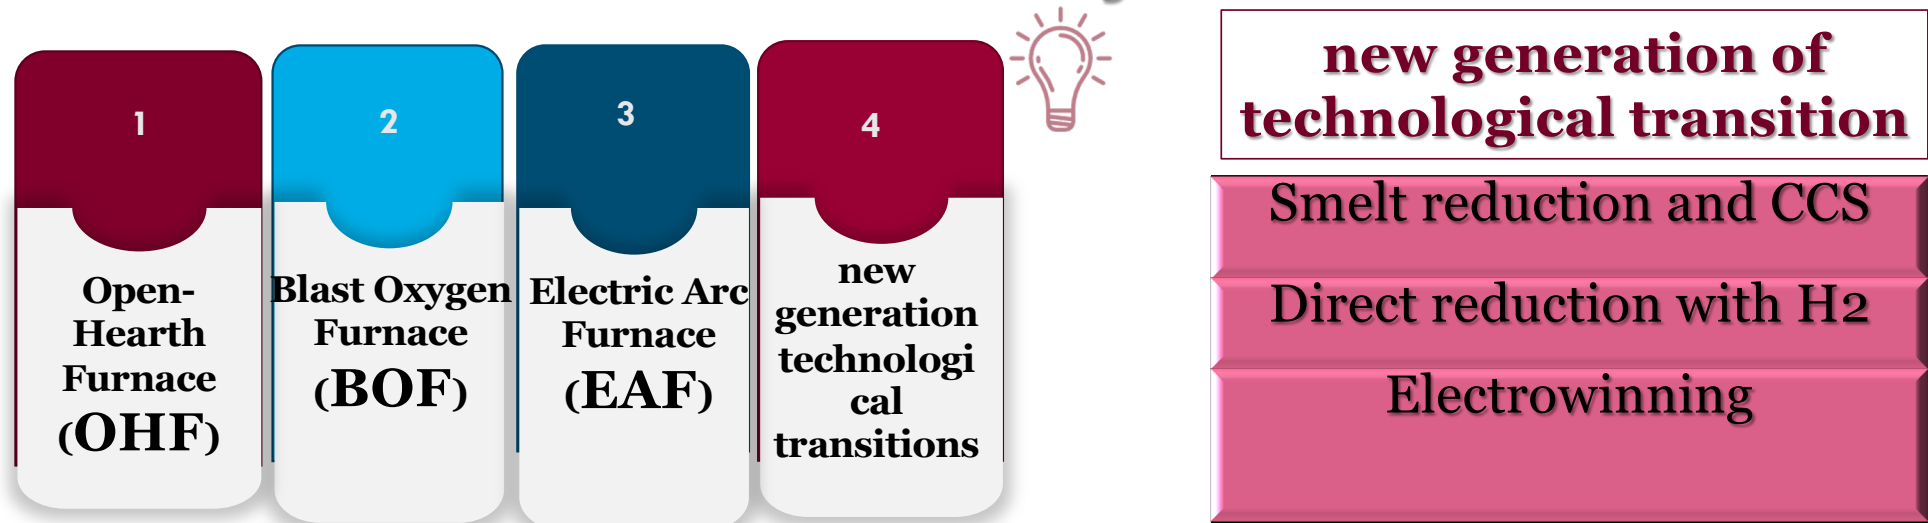 1
Open-
Hearth
Furnace
(OHF)
2
Blast Oxygen
Furnace
(BOF)
3
Electric Arc
Furnace
(EAF)
4
new
generation
technologi
cal
transitions
new generation of
technological transition
Smelt reduction and CCS
Direct reduction with H2
Electrowinning